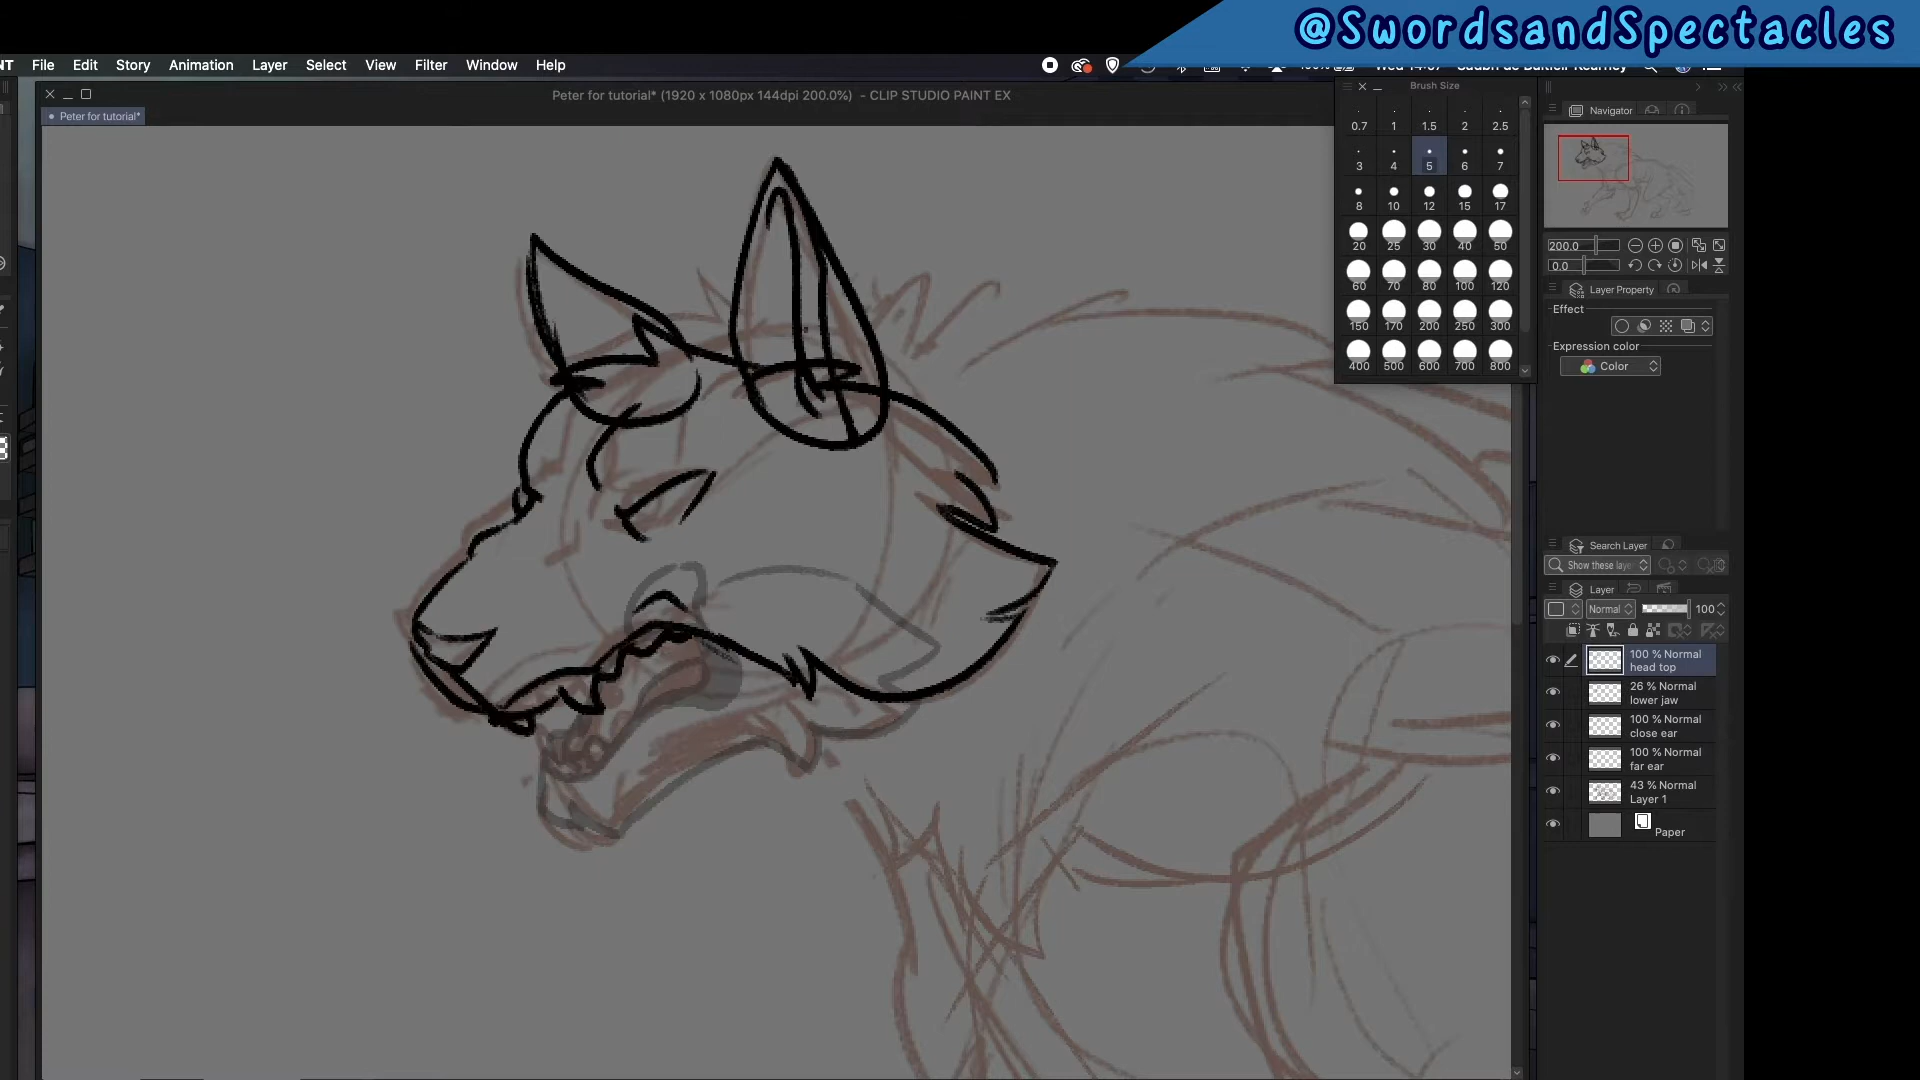 @SwordsandSpectacles
NT File Edit Story Animation Layer Select View Filter Window Help
Peter for tutorial* (1920 x 1080px 144dpi 200.0%) - CLIP STUDIO PAINT EX
Peter for tutorial*
Brush Size
0.7 1 1.5 2 2.5
3 4 5 6 7
8 10 12 15 17
20 25 30 40 50
60 70 80 100 120
150 170 200 250 300
400 500 600 700 800
Navigator
200.0
0.0
Layer Property
Effect
Expression color
Color
Search Layer
Show these laye
Layer
Normal 100
100 % Normal
head top
26 % Normal
lower jaw
100 % Normal
close ear
100 % Normal
far ear
43 % Normal
Layer 1
Paper